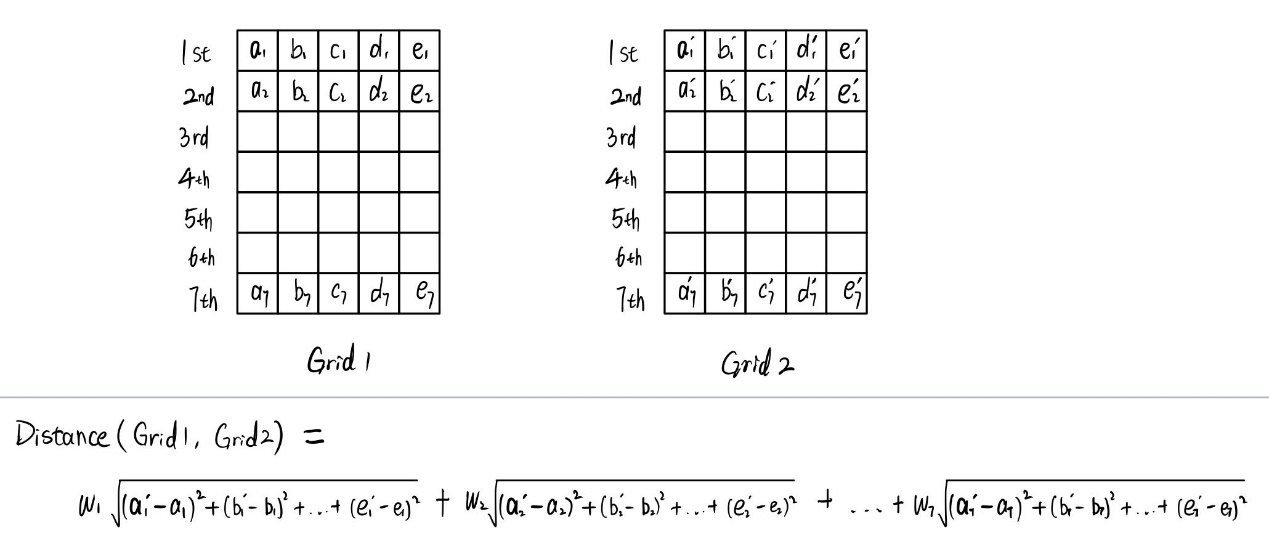 1st a₁ b₁ c₁ d₁ e₁ 1st a₁′ b₁′ c₁′ d₁′ e₁′
2nd a₂ b₂ c₂ d₂ e₂ 2nd a₂′ b₂′ c₂′ d₂′ e₂′
3rd 3rd
4th 4th
5th 5th
6th 6th
7th a₇ b₇ c₇ d₇ e₇ 7th a₇′ b₇′ c₇′ d₇′ e₇′
Grid 1 Grid 2
Distance (Grid1, Grid2) =
w₁ √((a₁′-a₁)²+(b₁′-b₁)²+...+(e₁′-e₁)²) + w₂ √((a₂′-a₂)²+(b₂′-b₂)²+...+(e₂′-e₂)²) + ... + w₇ √((a₇′-a₇)²+(b₇′-b₇)²+...+(e₇′-e₇)²)